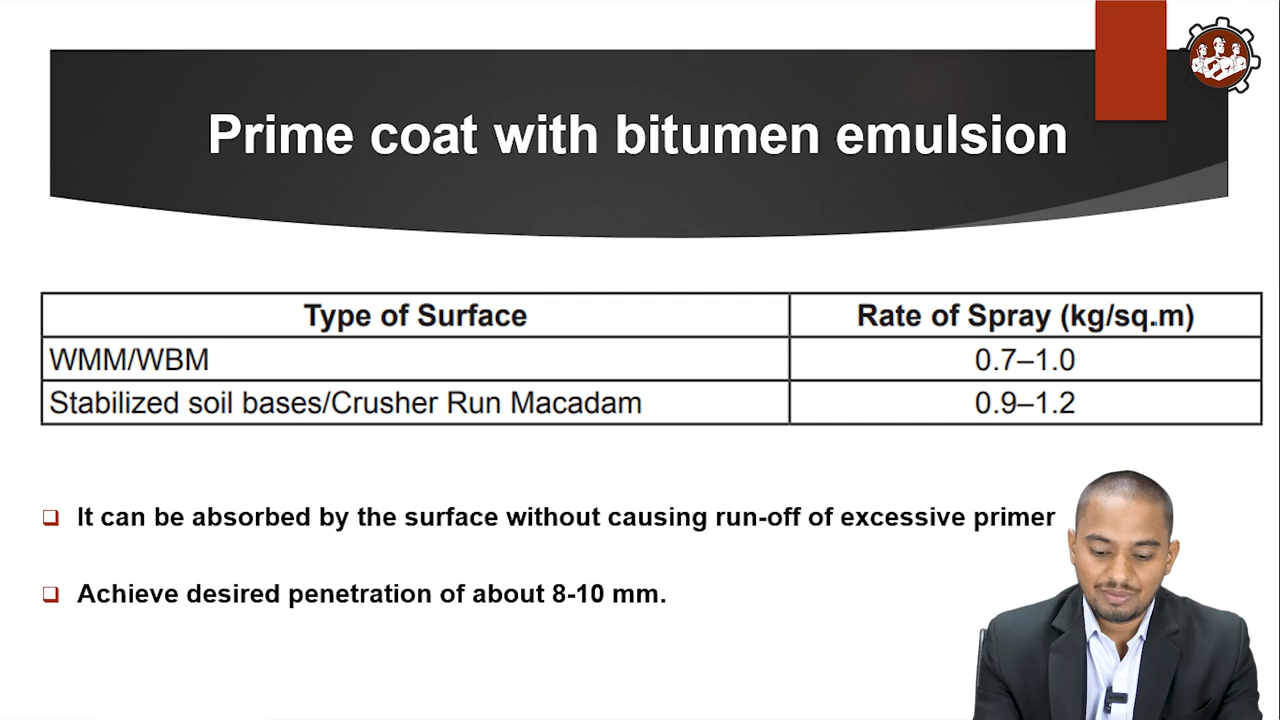 Prime coat with bitumen emulsion
Type of Surface Rate of Spray (kg/sq.m)
WMM/WBM 0.7–1.0
Stabilized soil bases/Crusher Run Macadam 0.9–1.2
It can be absorbed by the surface without causing run-off of excessive primer
Achieve desired penetration of about 8-10 mm.